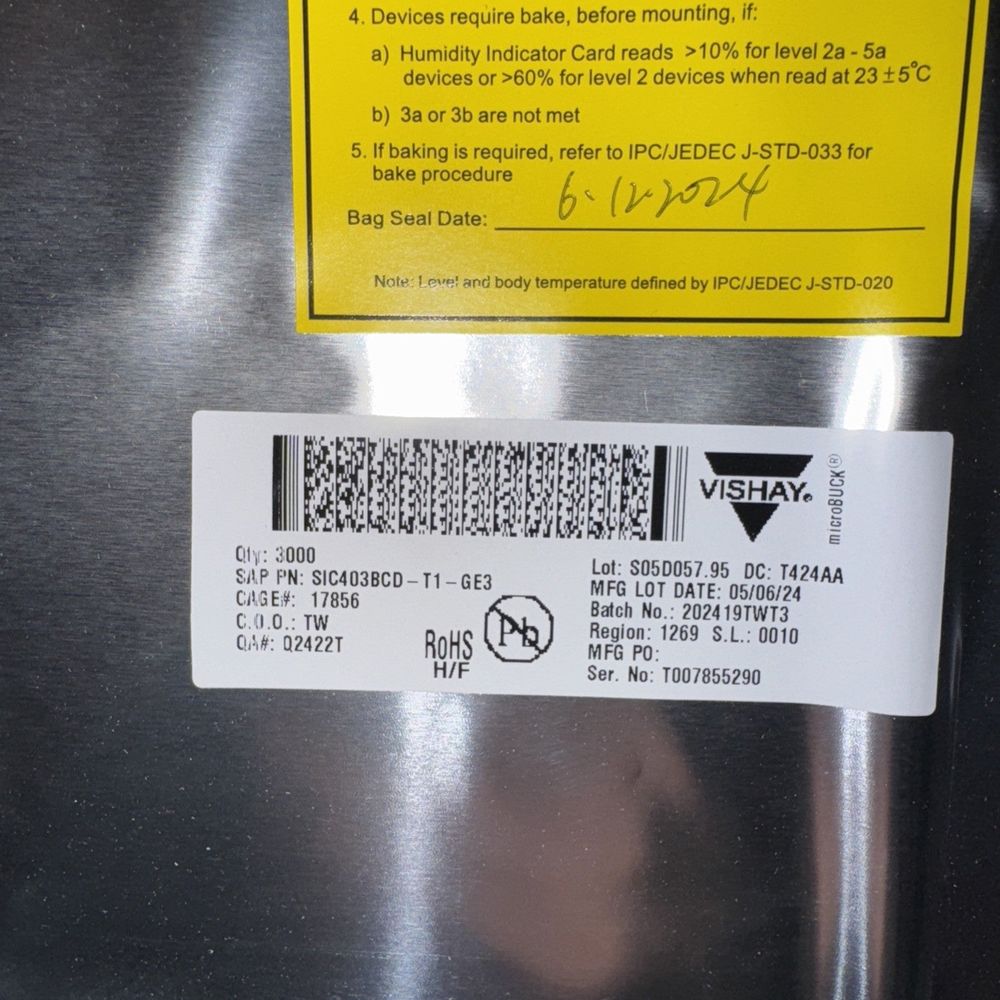 4. Devices require bake, before mounting, if:
a) Humidity Indicator Card reads >10% for level 2a - 5a
devices or >60% for level 2 devices when read at 23 ±5°C
b) 3a or 3b are not met
5. If baking is required, refer to IPC/JEDEC J-STD-033 for
bake procedure
Bag Seal Date: 6.12.2024
Note: Level and body temperature defined by IPC/JEDEC J-STD-020
VISHAY®
microBUCK®
Qty: 3000
SAP PN: SIC403BCD-T1-GE3
CAGE#: 17856
C.O.O.: TW
QA#: Q2422T
RoHS
H/F
Pb
Lot: S05D057.95 DC: T424AA
MFG LOT DATE: 05/06/24
Batch No.: 202419TWT3
Region: 1269 S.L.: 0010
MFG PO:
Ser. No: T007855290